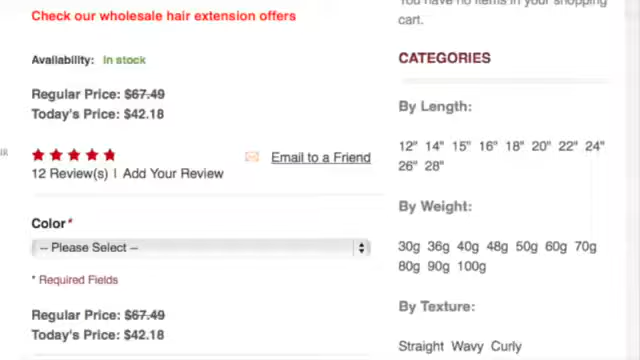 Check our wholesale hair extension offers
Availability: In stock
Regular Price: $67.49
Today's Price: $42.18
Email to a Friend
12 Review(s) | Add Your Review
Color*
-- Please Select --
* Required Fields
Regular Price: $67.49
Today's Price: $42.18
You have no items in your shopping
cart.
CATEGORIES
By Length:
12" 14" 15" 16" 18" 20" 22" 24"
26" 28"
By Weight:
30g 36g 40g 48g 50g 60g 70g
80g 90g 100g
By Texture:
Straight Wavy Curly